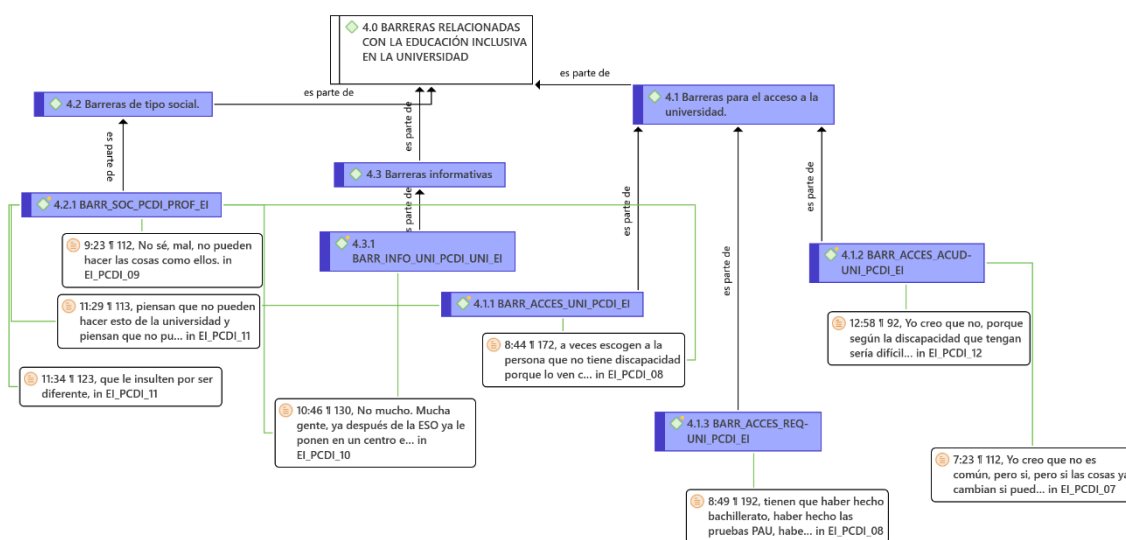 4.0 BARRERAS RELACIONADAS
CON LA EDUCACIÓN INCLUSIVA
EN LA UNIVERSIDAD
es parte de
es parte de
es parte de
4.2 Barreras de tipo social.
4.1 Barreras para el acceso a la
universidad.
es parte de
4.3 Barreras informativas
es parte de
es parte de
es parte de
es parte de
4.2.1 BARR_SOC_PCDI_PROF_EI
9:23 ¶ 112, No sé, mal, no pueden
hacer las cosas como ellos. in
EI_PCDI_09
4.3.1
BARR_INFO_UNI_PCDI_UNI_EI
4.1.2 BARR_ACCES_ACUD-
UNI_PCDI_EI
11:29 ¶ 113, piensan que no pueden
hacer esto de la universidad y
piensan que no pu... in EI_PCDI_11
4.1.1 BARR_ACCES_UNI_PCDI_EI
12:58 ¶ 92, Yo creo que no, porque
según la discapacidad que tengan
sería difícil... in EI_PCDI_12
8:44 ¶ 172, a veces escogen a la
persona que no tiene discapacidad
porque lo ven c... in EI_PCDI_08
11:34 ¶ 123, que le insulten por ser
diferente, in EI_PCDI_11
10:46 ¶ 130, No mucho. Mucha
gente, ya después de la ESO ya le
ponen en un centro e... in
EI_PCDI_10
4.1.3 BARR_ACCES_REQ-
UNI_PCDI_EI
7:23 ¶ 112, Yo creo que no es
común, pero si, pero si las cosas ya
cambian si pued... in EI_PCDI_07
8:49 ¶ 192, tienen que haber hecho
bachillerato, haber hecho las
pruebas PAU, habe... in EI_PCDI_08